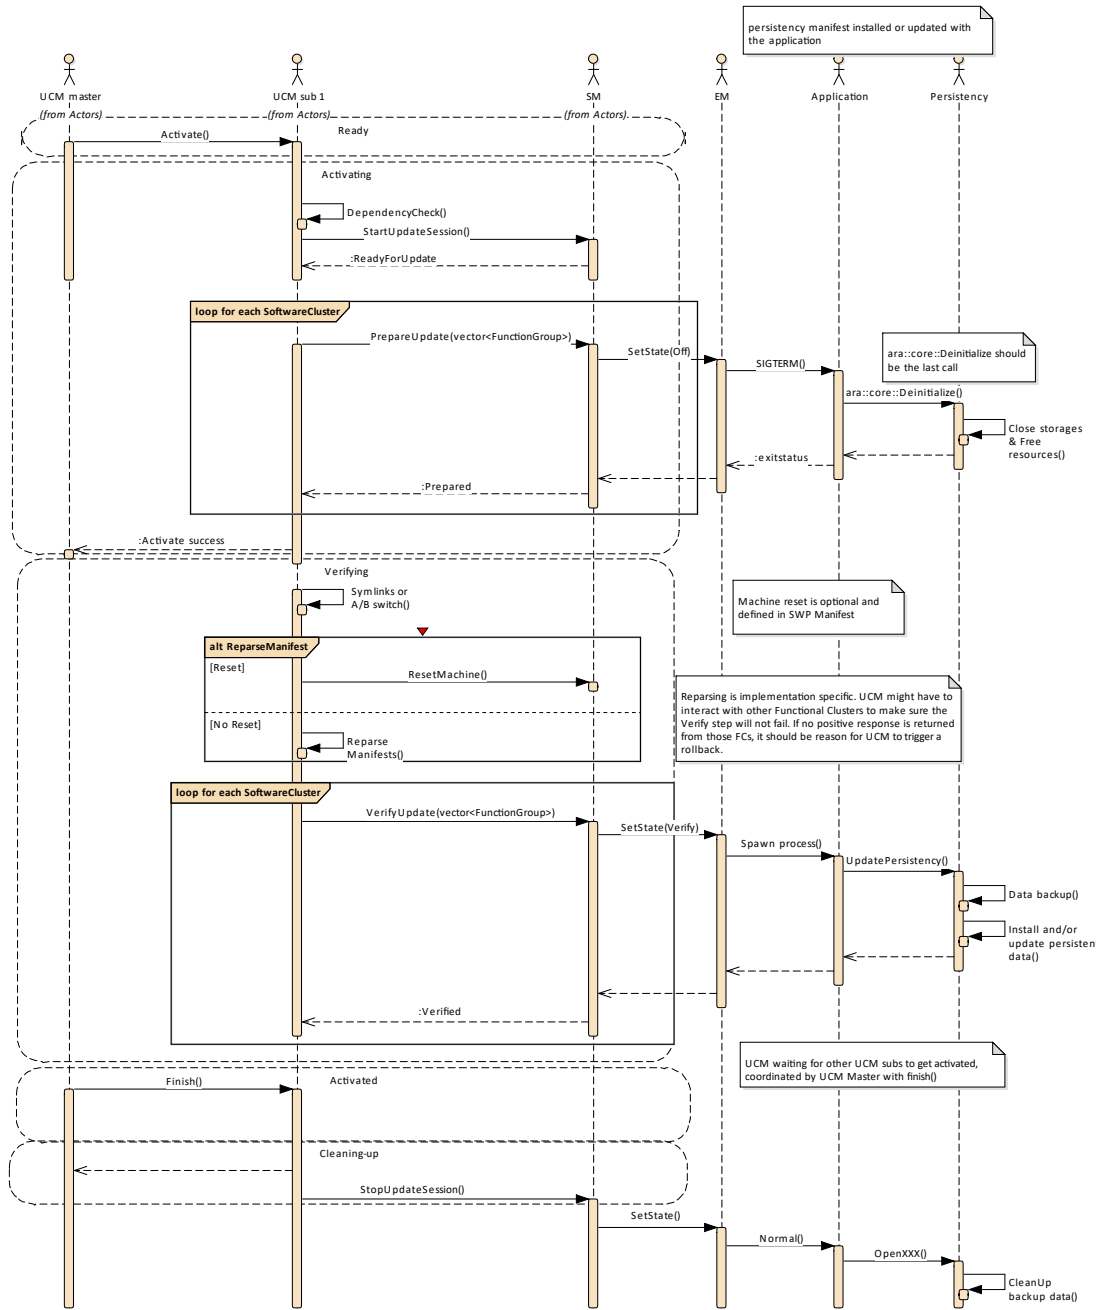 persistency manifest installed or updated with
the application
UCM master
UCM sub 1
SM
EM
Application
Persistency
(from Actors)
(from Actors)
(from Actors)
Ready
Activate()
Activating
DependencyCheck()
StartUpdateSession()
:ReadyForUpdate
loop for each SoftwareCluster
PrepareUpdate(vector<FunctionGroup>)
SetState(Off)
SIGTERM()
ara::core::Deinitialize should
be the last call
ara::core::Deinitialize()
Close storages
& Free
resources()
:exitstatus
:Prepared
:Activate success
Verifying
Symlinks or
A/B switch()
Machine reset is optional and
defined in SWP Manifest
alt ReparseManifest
[Reset]
ResetMachine()
[No Reset]
Reparse
Manifests()
Reparsing is implementation specific. UCM might have to
interact with other Functional Clusters to make sure the
Verify step will not fail. If no positive response is returned
from those FCs, it should be reason for UCM to trigger a
rollback.
loop for each SoftwareCluster
VerifyUpdate(vector<FunctionGroup>)
SetState(Verify)
Spawn process()
UpdatePersistency()
Data backup()
Install and/or
update persisten
data()
:Verified
UCM waiting for other UCM subs to get activated,
coordinated by UCM Master with finish()
Finish()
Activated
Cleaning-up
StopUpdateSession()
SetState()
Normal()
OpenXXX()
CleanUp
backup data()